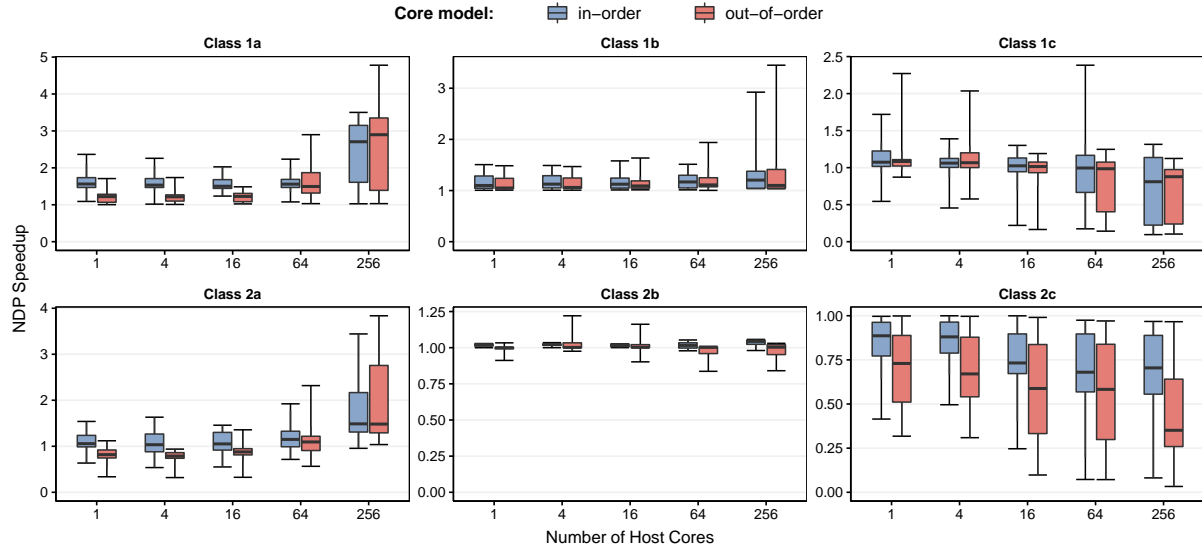 Core model: in-order out-of-order
Class 1a Class 1b Class 1c
5
4
3
2
1
0
1 4 16 64 256
3
2
1
0
1 4 16 64 256
2.5
2.0
1.5
1.0
0.5
0.0
1 4 16 64 256
NDP Speedup
Class 2a Class 2b Class 2c
4
3
2
1
0
1 4 16 64 256
1.25
1.00
0.75
0.50
0.25
0.00
1 4 16 64 256
1.00
0.75
0.50
0.25
0.00
1 4 16 64 256
Number of Host Cores